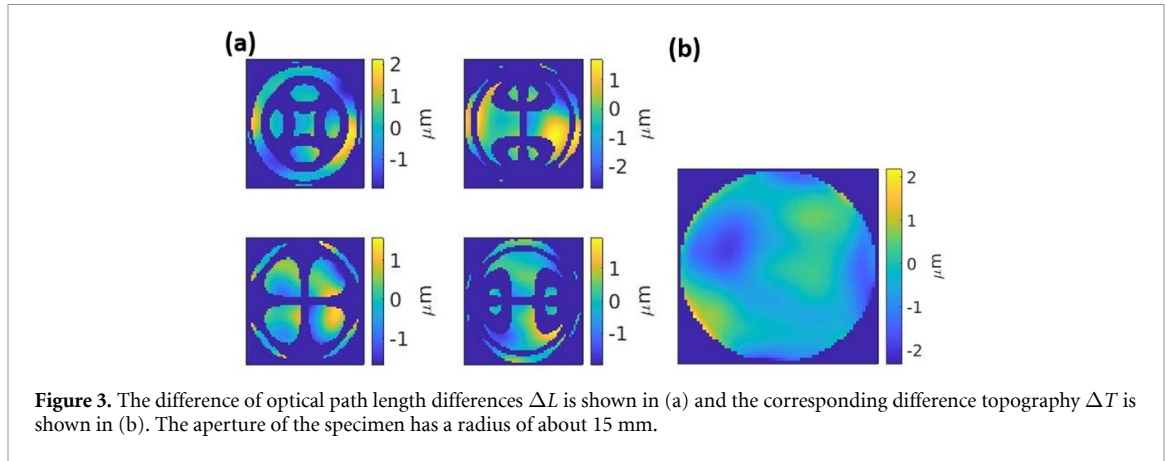 (a)
(b)
2
1
0
-1
μm
1
0
-1
-2
μm
1
0
-1
μm
1
0
-1
μm
2
1
0
-1
-2
μm
Figure 3. The difference of optical path length differences ΔL is shown in (a) and the corresponding difference topography ΔT is
shown in (b). The aperture of the specimen has a radius of about 15 mm.